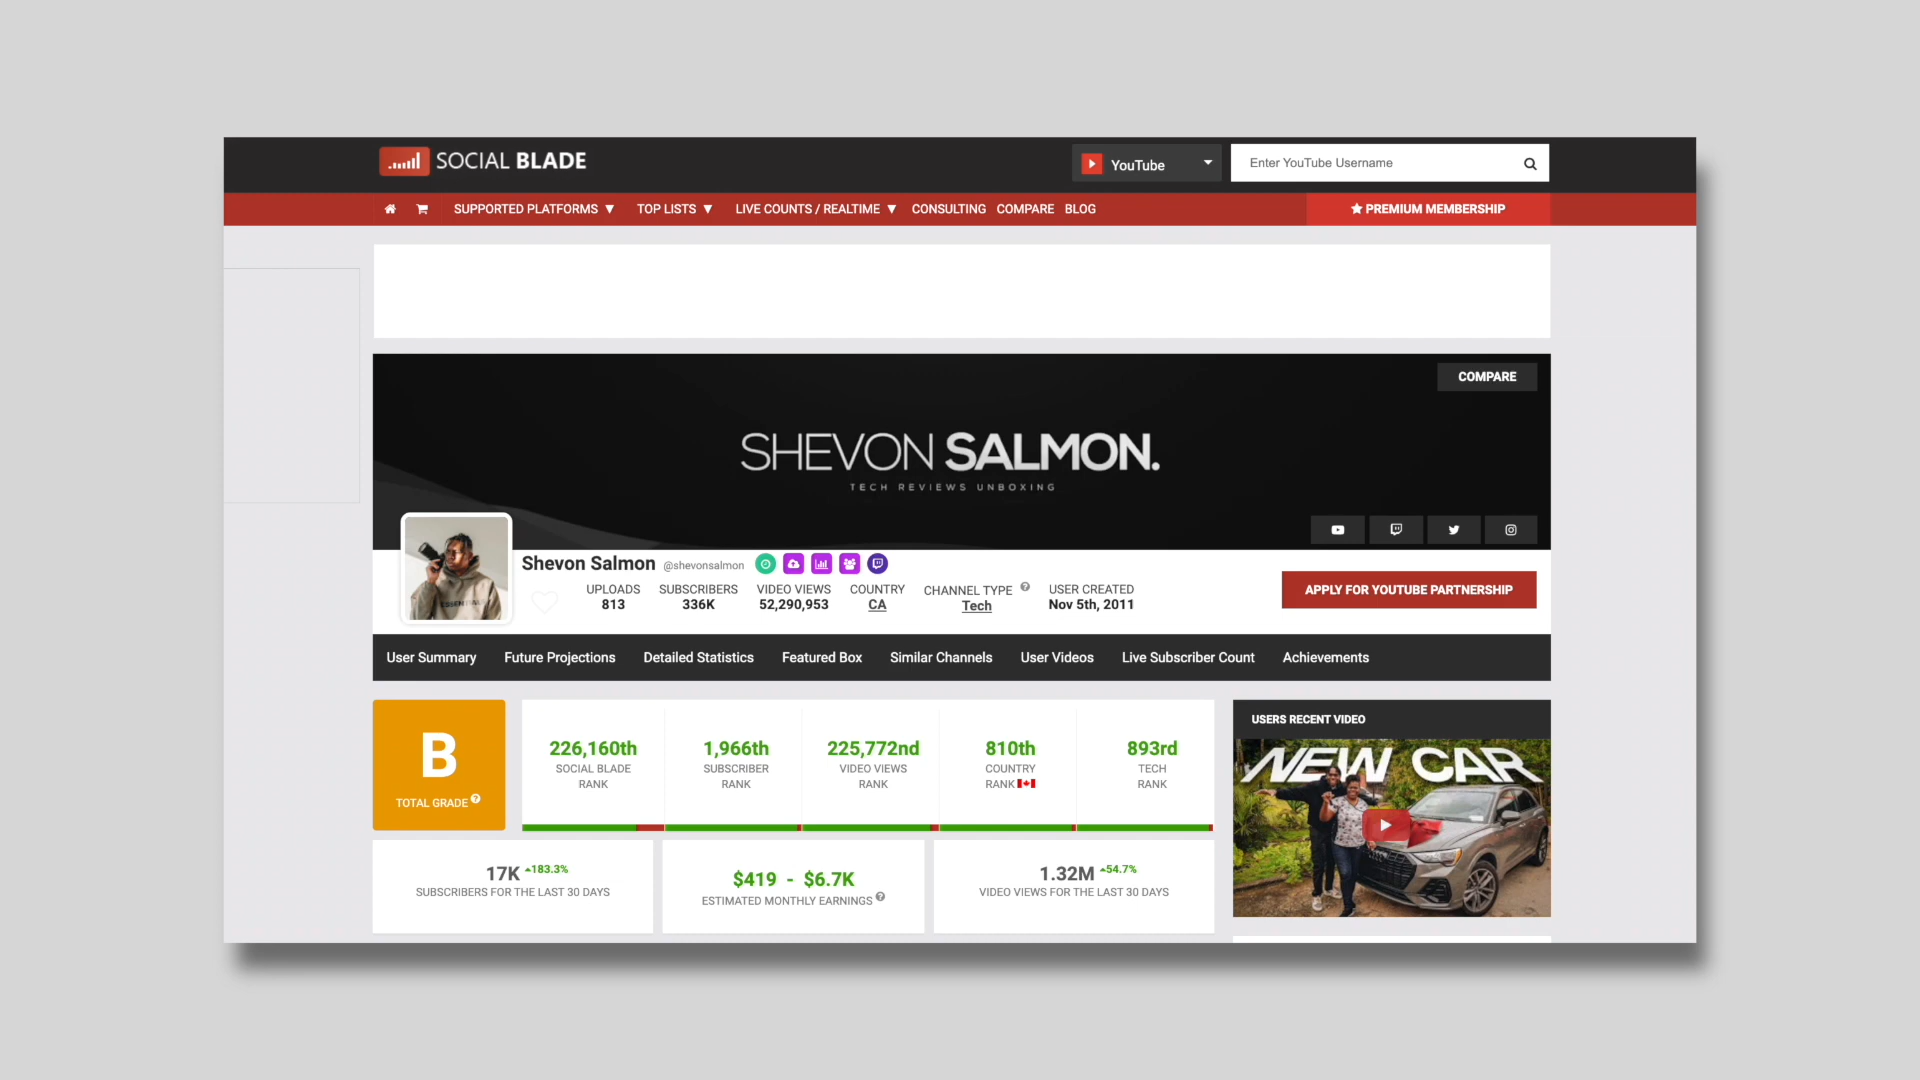 SOCIAL BLADE
YouTube
Enter YouTube Username
SUPPORTED PLATFORMS ▼ TOP LISTS ▼ LIVE COUNTS / REALTIME ▼ CONSULTING COMPARE BLOG
PREMIUM MEMBERSHIP
COMPARE
SHEVON SALMON.
TECH REVIEWS UNBOXING
Shevon Salmon @shevonsalmon
UPLOADS SUBSCRIBERS VIDEO VIEWS COUNTRY CHANNEL TYPE USER CREATED
813 336K 52,290,953 CA Tech Nov 5th, 2011
APPLY FOR YOUTUBE PARTNERSHIP
User Summary Future Projections Detailed Statistics Featured Box Similar Channels User Videos Live Subscriber Count Achievements
B
TOTAL GRADE
226,160th 1,966th 225,772nd 810th 893rd
SOCIAL BLADE SUBSCRIBER VIDEO VIEWS COUNTRY TECH
RANK RANK RANK RANK RANK
USERS RECENT VIDEO
NEW CAR
17K 183.3%
SUBSCRIBERS FOR THE LAST 30 DAYS
$419 - $6.7K
ESTIMATED MONTHLY EARNINGS
1.32M 54.7%
VIDEO VIEWS FOR THE LAST 30 DAYS